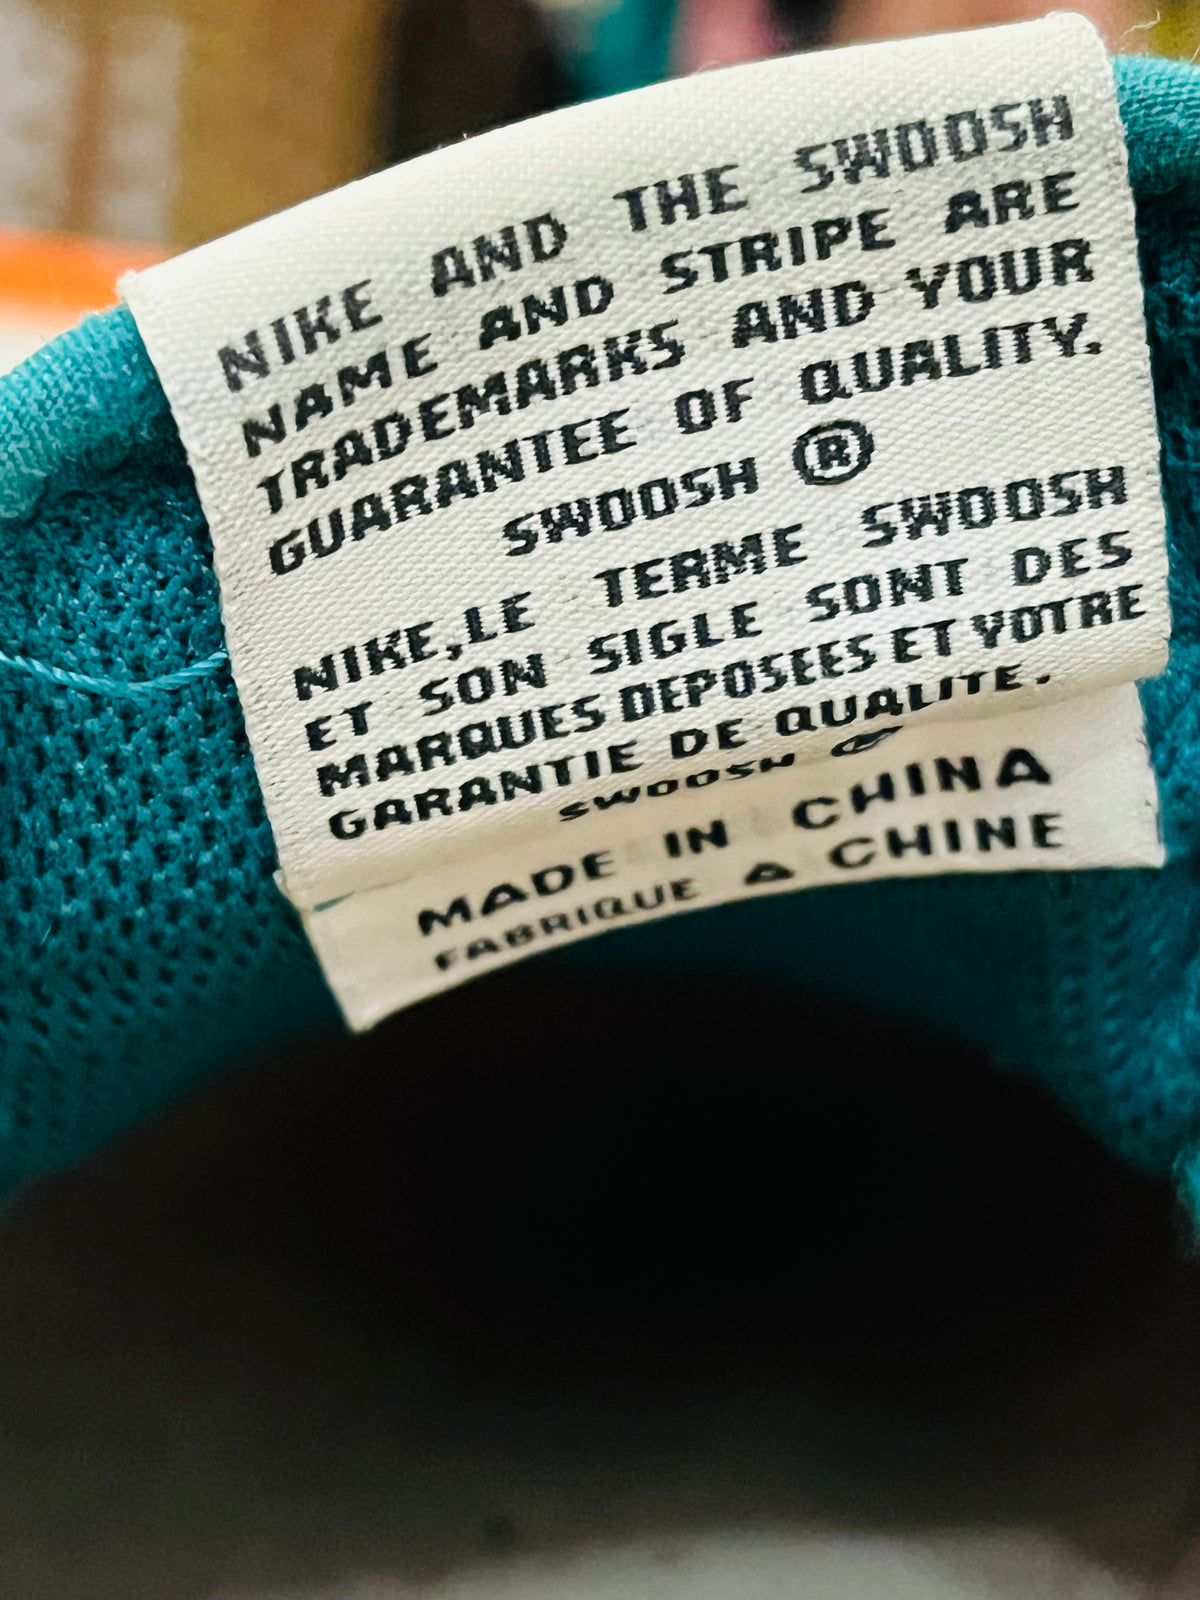 NIKE AND THE SWOOSH
NAME AND STRIPE ARE
TRADEMARKS AND YOUR
GUARANTEE OF QUALITY.
SWOOSH ®
NIKE,LE TERME SWOOSH
ET SON SIGLE SONT DES
MARQUES DEPOSEES ET VOTRE
GARANTIE DE QUALITE.
SWOOSH
MADE IN CHINA
FABRIQUE A CHINE